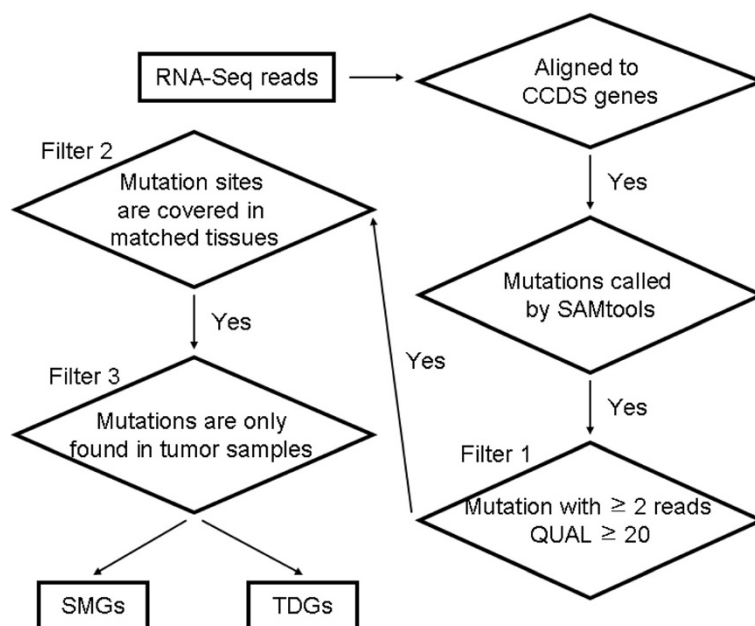 RNA-Seq reads
Aligned to
CCDS genes
Yes
Mutations called
by SAMtools
Yes
Filter 1
Mutation with ≥ 2 reads
QUAL ≥ 20
Yes
Filter 2
Mutation sites
are covered in
matched tissues
Yes
Filter 3
Mutations are only
found in tumor samples
SMGs
TDGs